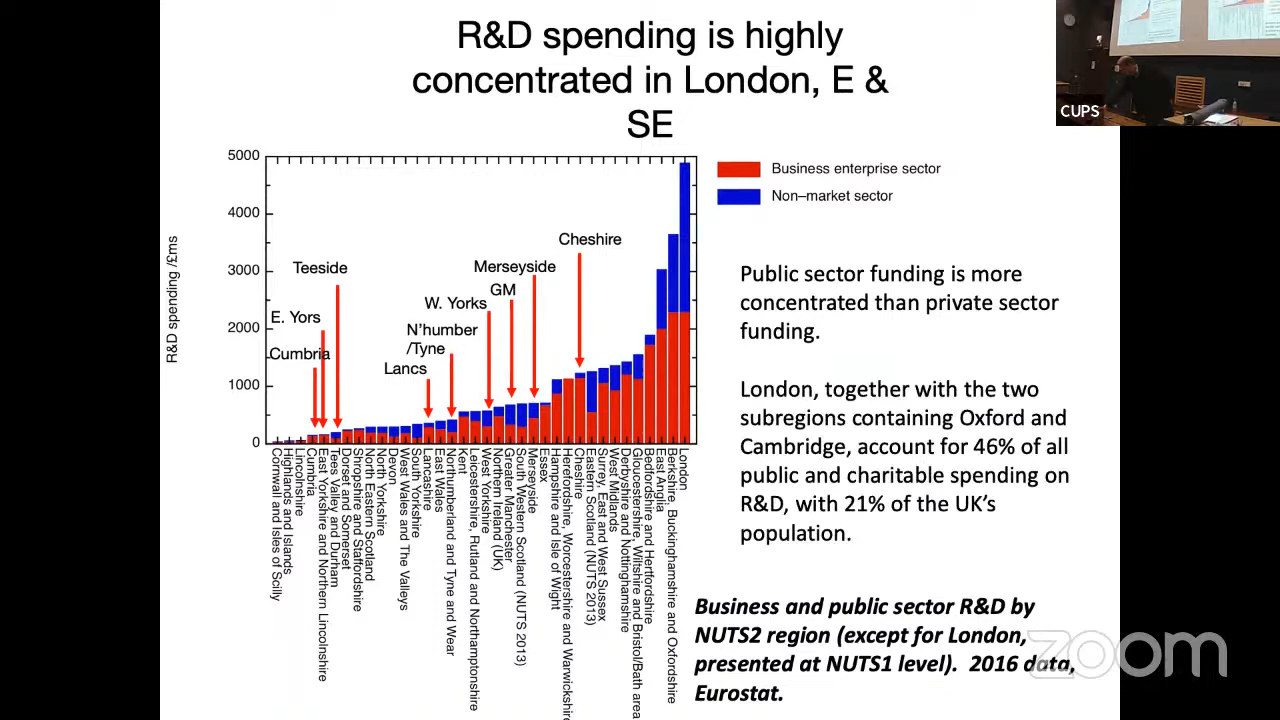 R&D spending is highly
concentrated in London, E &
SE
CUPS
R&D spending /£ms
5000
4000
3000
2000
1000
0
Business enterprise sector
Non–market sector
Cheshire
Merseyside
Teeside
GM
W. Yorks
E. Yors
N'humber
/Tyne
Cumbria
Lancs
Cornwall and Isles of Scilly
Highlands and Islands
Lincolnshire
Cumbria
East Yorkshire and Northern Lincolnshire
Tees Valley and Durham
Dorset and Somerset
Shropshire and Staffordshire
North Eastern Scotland
North Yorkshire
Devon
West Wales and The Valleys
South Yorkshire
Lancashire
East Wales
Northumberland and Tyne and Wear
Kent
Leicestershire, Rutland and Northamptonshire
West Yorkshire
Northern Ireland (UK)
Greater Manchester
South Western Scotland (NUTS 2013)
Merseyside
Essex
Hampshire and Isle of Wight
Herefordshire, Worcestershire and Warwickshire
Cheshire
Eastern Scotland (NUTS 2013)
Surrey, East and West Sussex
West Midlands
Derbyshire and Nottinghamshire
Gloucestershire, Wiltshire and Bristol/Bath area
Bedfordshire and Hertfordshire
East Anglia
Berkshire, Buckinghamshire and Oxfordshire
London
Public sector funding is more
concentrated than private sector
funding.
London, together with the two
subregions containing Oxford and
Cambridge, account for 46% of all
public and charitable spending on
R&D, with 21% of the UK's
population.
Business and public sector R&D by
NUTS2 region (except for London,
presented at NUTS1 level). 2016 data,
Eurostat.
zoom